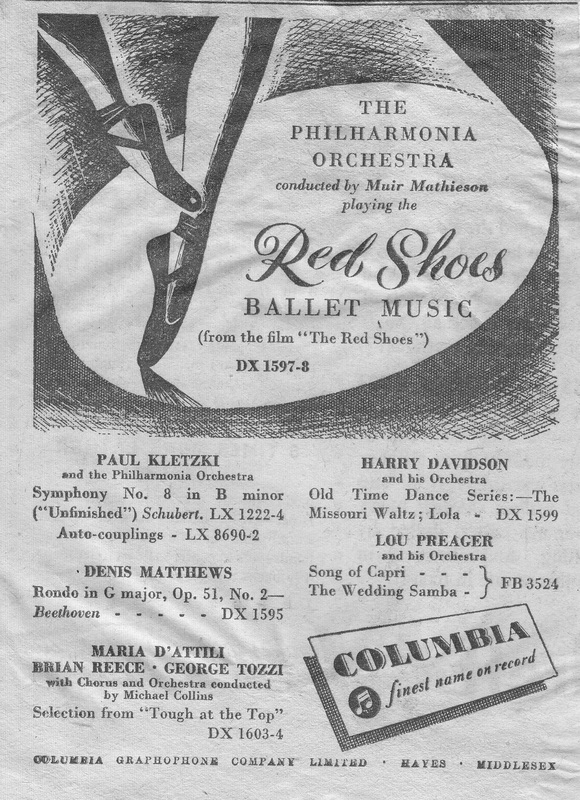 THE
PHILHARMONIA
ORCHESTRA
conducted by Muir Mathieson
playing the
Red Shoes
BALLET MUSIC
(from the film "The Red Shoes")
DX 1597-8
PAUL KLETZKI
and the Philharmonia Orchestra
Symphony No. 8 in B minor
("Unfinished") Schubert. LX 1222-4
Auto-couplings - LX 8690-2
DENIS MATTHEWS
Rondo in G major, Op. 51, No. 2—
Beethoven - - - - - DX 1595
MARIA D'ATTILI
BRIAN REECE · GEORGE TOZZI
with Chorus and Orchestra conducted
by Michael Collins
Selection from "Tough at the Top"
DX 1603-4
HARRY DAVIDSON
and his Orchestra
Old Time Dance Series:—The
Missouri Waltz; Lola - DX 1599
LOU PREAGER
and his Orchestra
Song of Capri - - - 
The Wedding Samba - } FB 3524
COLUMBIA
finest name on record
COLUMBIA GRAPHOPHONE COMPANY LIMITED · HAYES · MIDDLESEX